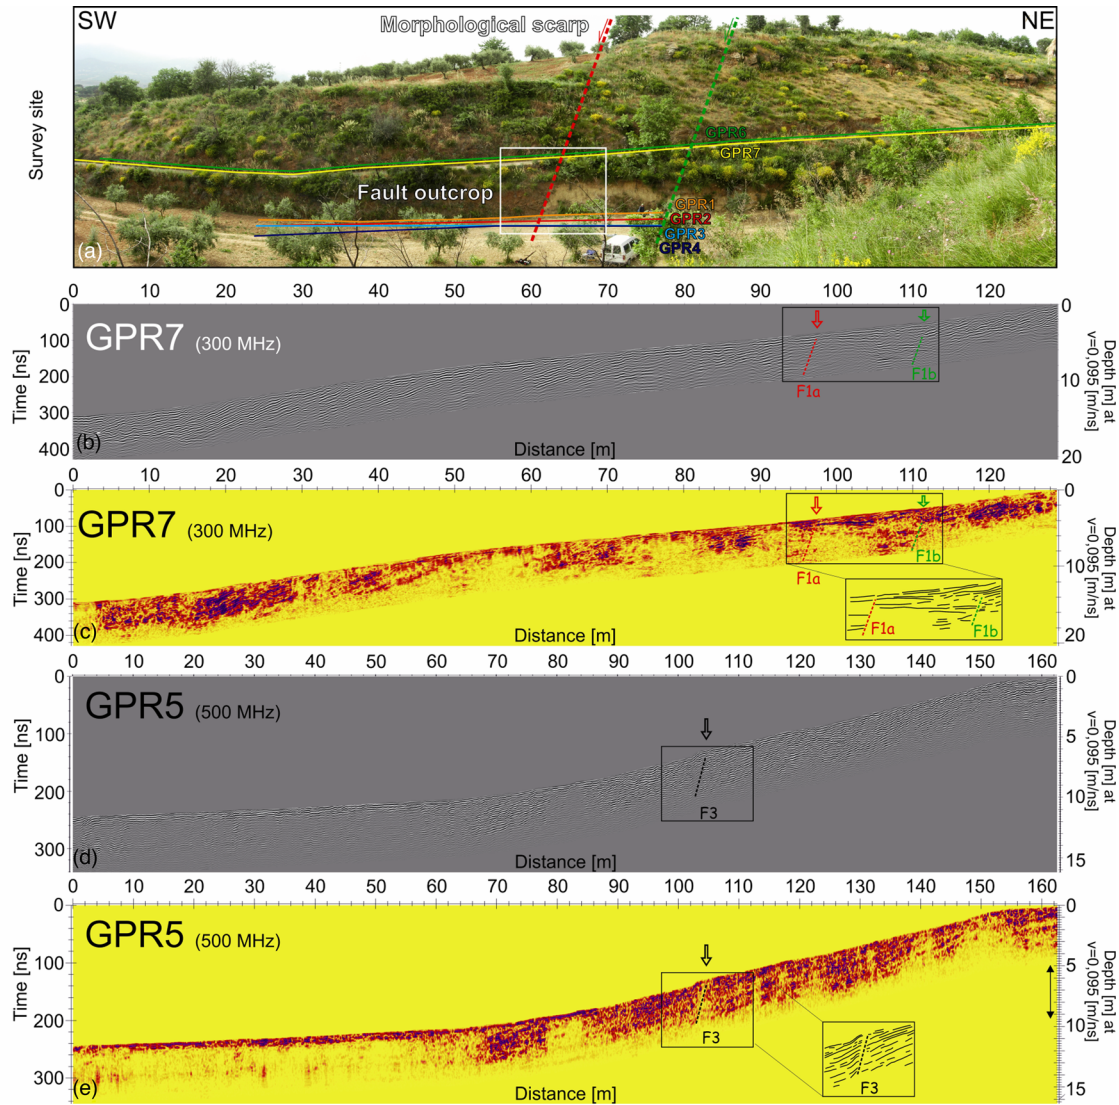 SW
Morphological scarp
NE
Survey site
GPR6
GPR7
Fault outcrop
GPR1
GPR2
GPR3
GPR4
(a)
0 10 20 30 40 50 60 70 80 90 100 110 120
GPR7 (300 MHz)
Time [ns]
0
100
200
300
400
F1a
F1b
0
10
20
Depth [m] at
v=0,095 [m/ns]
(b)
Distance [m]
0 10 20 30 40 50 60 70 80 90 100 110 120
GPR7 (300 MHz)
Time [ns]
0
100
200
300
400
F1a
F1b
F1a
F1b
0
10
20
Depth [m] at
v=0,095 [m/ns]
(c)
Distance [m]
0 10 20 30 40 50 60 70 80 90 100 110 120 130 140 150 160
GPR5 (500 MHz)
Time [ns]
0
100
200
300
F3
0
5
10
15
Depth [m] at
v=0,095 [m/ns]
(d)
Distance [m]
0 10 20 30 40 50 60 70 80 90 100 110 120 130 140 150 160
GPR5 (500 MHz)
Time [ns]
0
100
200
300
F3
F3
0
5
10
15
Depth [m] at
v=0,095 [m/ns]
(e)
Distance [m]